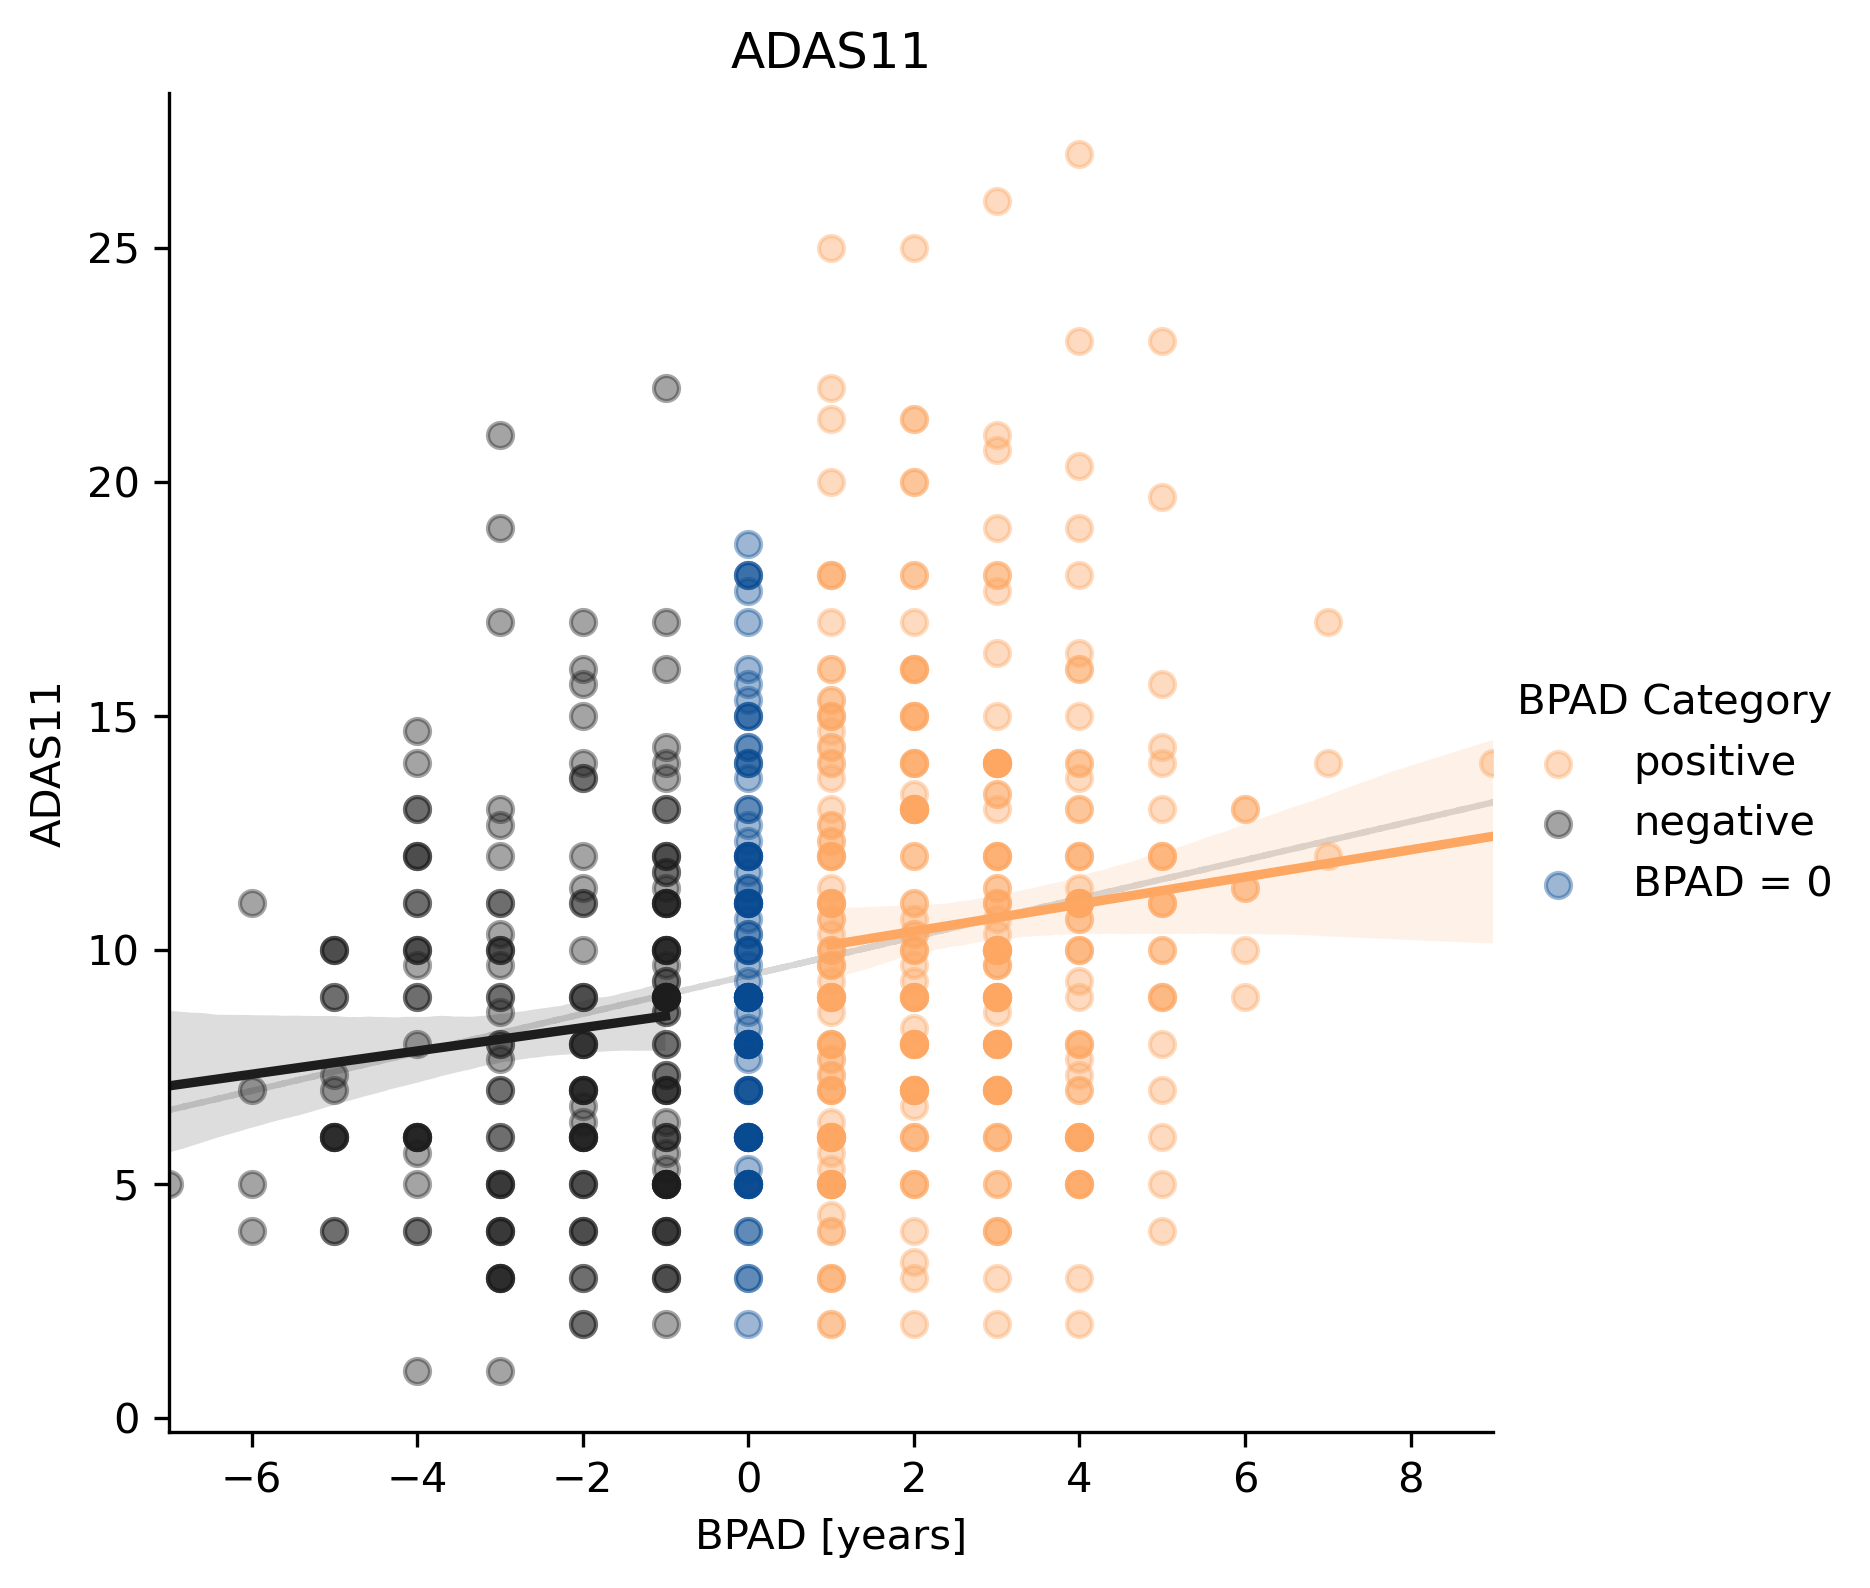 ADAS11
25
20
15
10
5
0
ADAS11
−6 −4 −2 0 2 4 6 8
BPAD [years]
BPAD Category
positive
negative
BPAD = 0